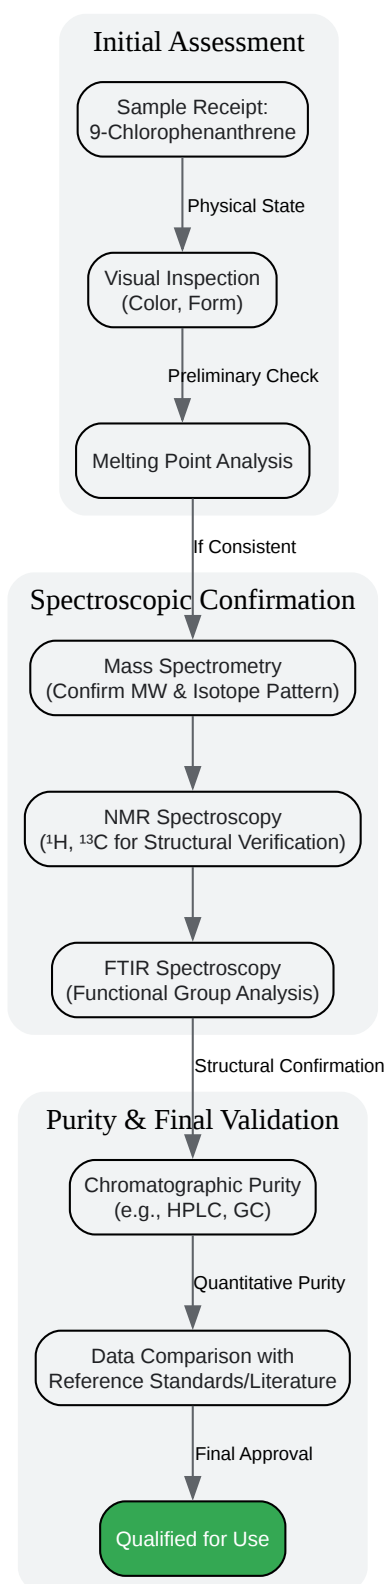 Initial Assessment
Sample Receipt:
9-Chlorophenanthrene
Physical State
Visual Inspection
(Color, Form)
Preliminary Check
Melting Point Analysis
If Consistent
Spectroscopic Confirmation
Mass Spectrometry
(Confirm MW & Isotope Pattern)
NMR Spectroscopy
(¹H, ¹³C for Structural Verification)
FTIR Spectroscopy
(Functional Group Analysis)
Structural Confirmation
Purity & Final Validation
Chromatographic Purity
(e.g., HPLC, GC)
Quantitative Purity
Data Comparison with
Reference Standards/Literature
Final Approval
Qualified for Use